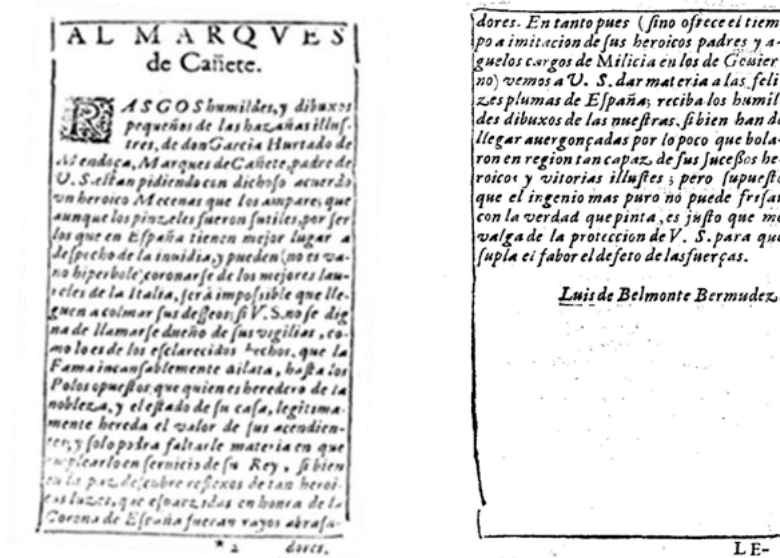 AL MARQVES
de Cañete.
RASGOS humildes, y dibuxos
pequeños de las hazañas illus-
tres, de don Garcia Hurtado de
Mendoça, Marques de Cañete, padre de
V. S. estan pidiendo con dichoso acuerdo
vn heroico Mecenas que los ampare; que
aunque los pinzeles fueron sutiles, por ser
los que en España tienen mejor lugar a
despecho de la inuidia, y pueden (no es va-
no hiperbole) coronarse de los mejores lau-
reles de la Italia, serà impossible que lle-
guen a colmar sus desseos; si V. S. no se dig
na de llamarse dueño de sus vigilias, co-
mo lo es de los esclarecidos hechos, que la
Fama incansablemente dilata, hasta los
Polos opuestos: que quien es heredero de la
nobleza, y el estado de su casa, legitima-
mente hereda el valor de sus acendien-
tes, y solo podra faltarle materia en que
emplearlo en seruicio de su Rey, si bien
en la paz descubre reflexos de tan heroi-
cas luzes, que esparzidas en honra de la
Corona de España fueran rayos abrasa-
* 2 dores.
dores. En tanto pues (sino ofrece el tiem
po a imitacion de sus heroicos padres y a-
guelos cargos de Milicia en los de Gouier
no) vemos a V. S. dar materia a las feli
zes plumas de España; reciba los humil
des dibuxos de las nuestras, si bien han de
llegar auergonçadas por lo poco que bola-
ron en region tan capaz de sus sucessos he-
roicos y vitorias illustres; pero supuesto
que el ingenio mas puro no puede frisar
con la verdad que pinta, es justo que me
valga de la proteccion de V. S. para que
supla el fabor el defeto de las fuerças.
Luis de Belmonte Bermudez.
LE-